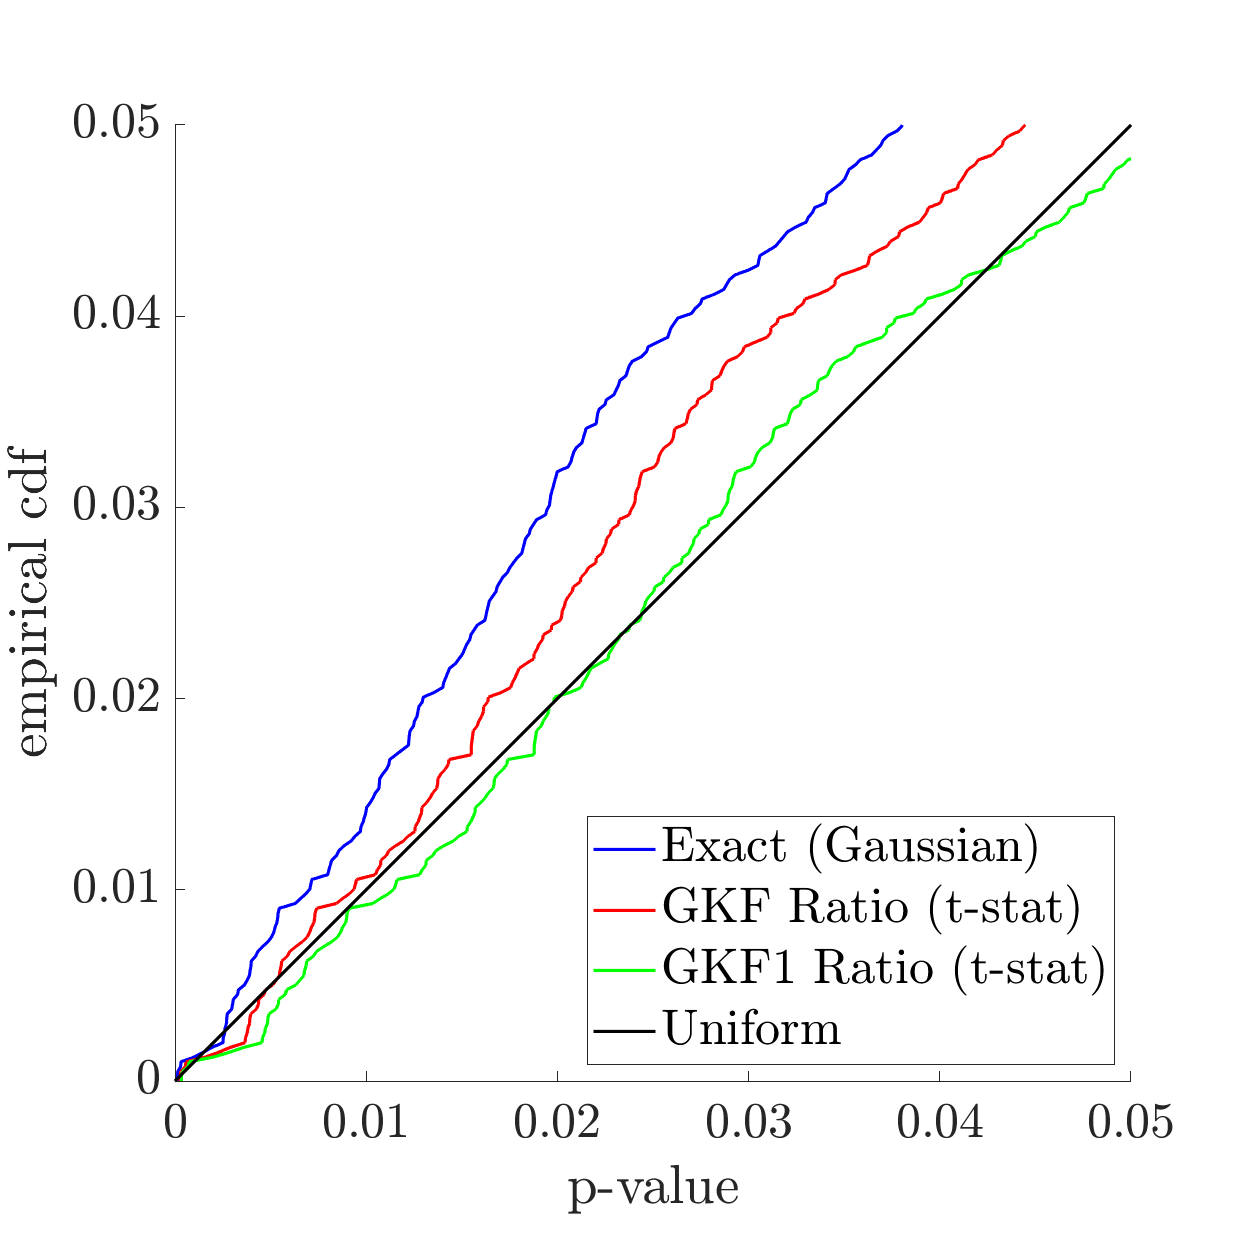 0.05
0.04
0.03
0.02
0.01
0
empirical cdf
Exact (Gaussian)
GKF Ratio (t-stat)
GKF1 Ratio (t-stat)
Uniform
0 0.01 0.02 0.03 0.04 0.05
p-value